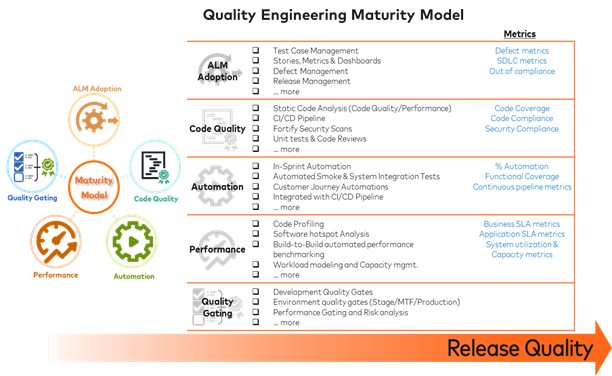 Quality Engineering Maturity Model
Metrics
ALM Adoption
Quality Gating
Maturity
Model
Code Quality
Performance
Automation
ALM
Adoption
❑ Test Case Management
❑ Stories, Metrics & Dashboards
❑ Defect Management
❑ Release Management
❑ ... more
Defect metrics
SDLC metrics
Out of compliance
Code Quality
❑ Static Code Analysis (Code Quality/Performance)
❑ CI/CD Pipeline
❑ Fortify Security Scans
❑ Unit tests & Code Reviews
❑ ... more
Code Coverage
Code Compliance
Security Compliance
Automation
❑ In-Sprint Automation
❑ Automated Smoke & System Integration Tests
❑ Customer Journey Automations
❑ Integrated with CI/CD Pipeline
❑ ... more
% Automation
Functional Coverage
Continuous pipeline metrics
Performance
❑ Code Profiling
❑ Software hotspot Analysis
❑ Build-to-Build automated performance
benchmarking
❑ Workload modeling and Capacity mgmt.
❑ ... more
Business SLA metrics
Application SLA metrics
System utilization &
Capacity metrics
Quality
Gating
❑ Development Quality Gates
❑ Environment quality gates (Stage/MTF/Production)
❑ Performance Gating and Risk analysis
❑ ... more
Release Quality